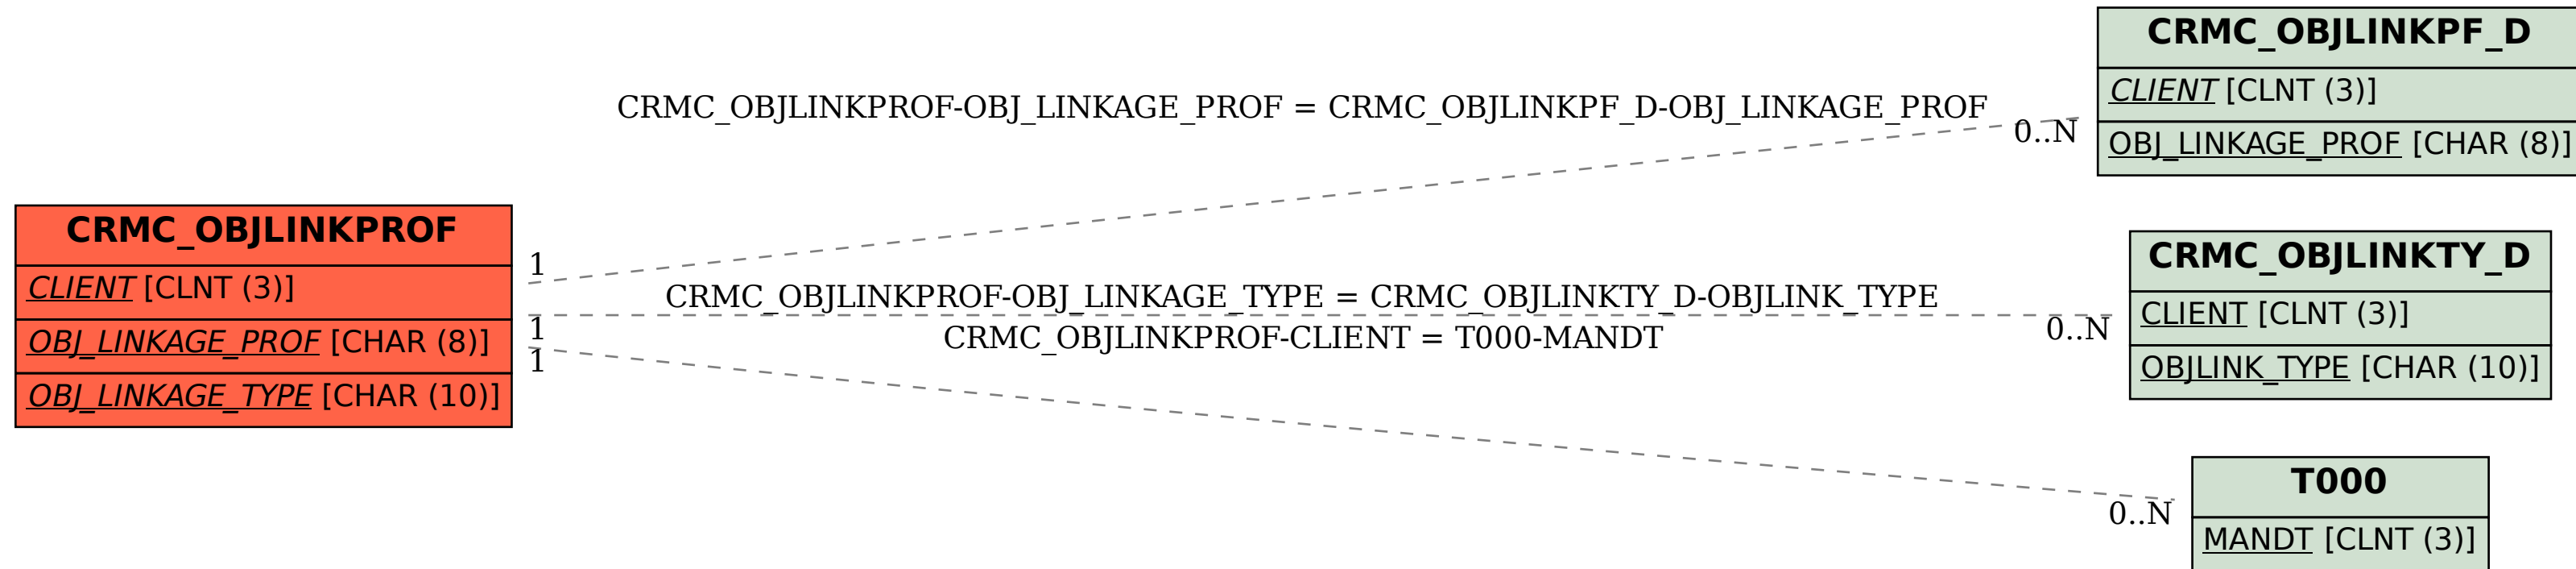 CRMC_OBJLINKPF_D
CLIENT [CLNT (3)]
OBJ_LINKAGE_PROF [CHAR (8)]
CRMC_OBJLINKPROF-OBJ_LINKAGE_PROF = CRMC_OBJLINKPF_D-OBJ_LINKAGE_PROF
0..N
1
CRMC_OBJLINKPROF
CLIENT [CLNT (3)]
OBJ_LINKAGE_PROF [CHAR (8)]
OBJ_LINKAGE_TYPE [CHAR (10)]
CRMC_OBJLINKPROF-OBJ_LINKAGE_TYPE = CRMC_OBJLINKTY_D-OBJLINK_TYPE
1
0..N
CRMC_OBJLINKPROF-CLIENT = T000-MANDT
1
0..N
CRMC_OBJLINKTY_D
CLIENT [CLNT (3)]
OBJLINK_TYPE [CHAR (10)]
T000
MANDT [CLNT (3)]